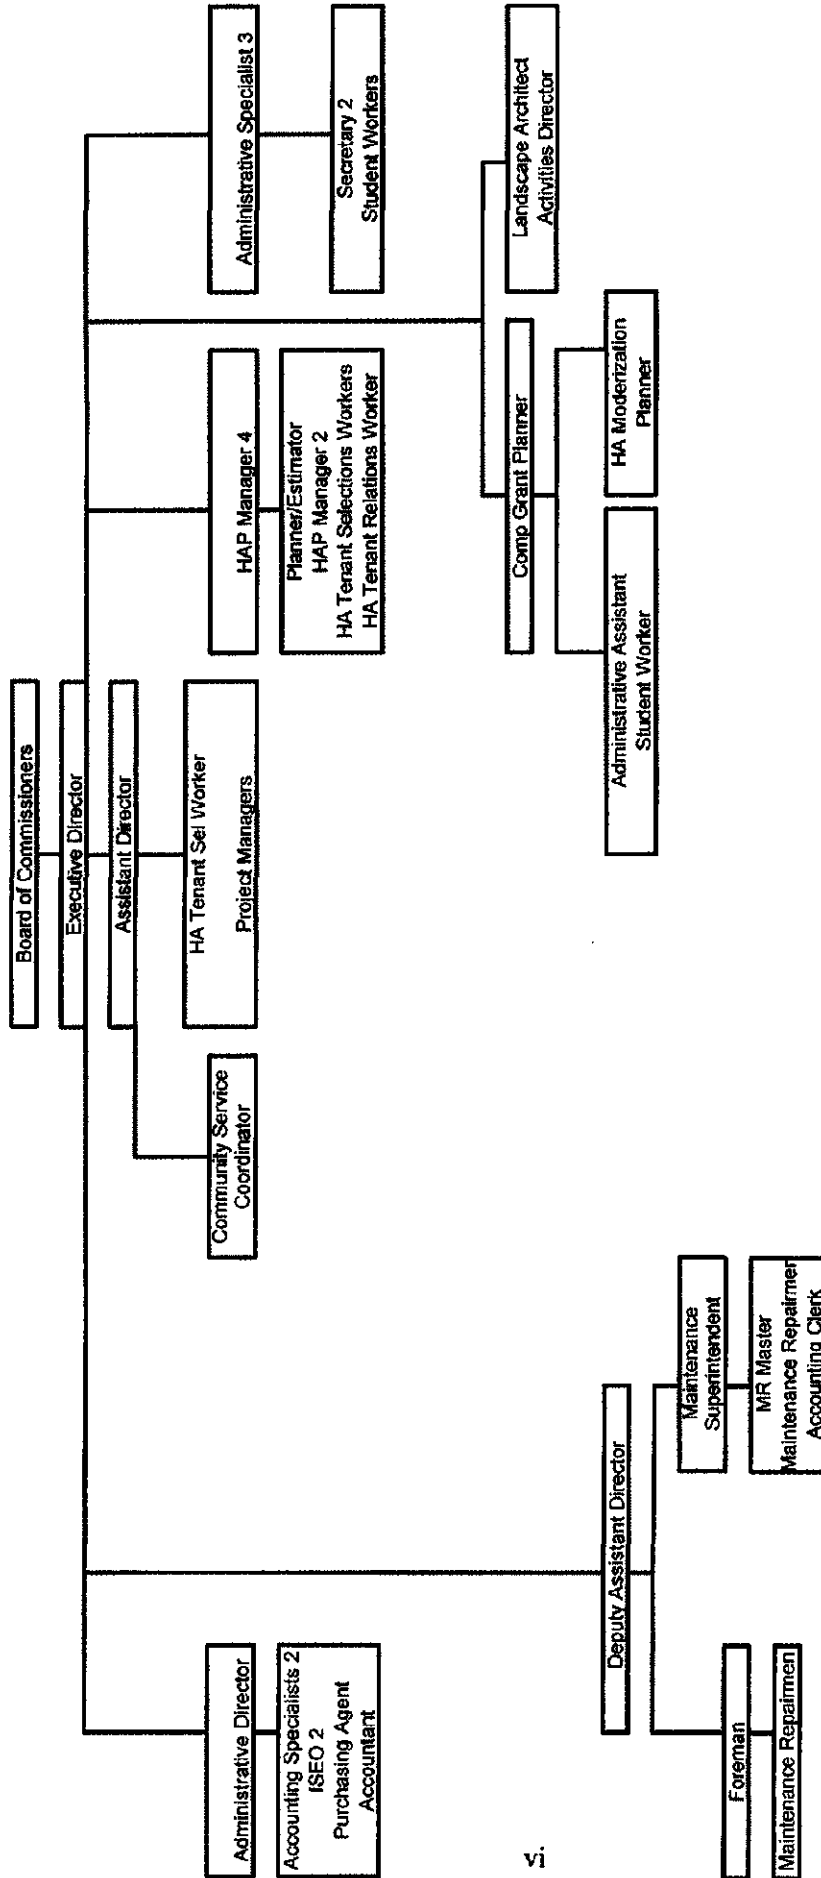 Board of Commissioners
Executive Director
Assistant Director
HA Tenant Sel Worker
Project Managers
Community Service
Coordinator
Administrative Director
Accounting Specialists 2
ISEO 2
Purchasing Agent
Accountant
HAP Manager 4
Planner/Estimator
HAP Manager 2
HA Tenant Selections Workers
HA Tenant Relations Worker
Administrative Specialist 3
Secretary 2
Student Workers
Deputy Assistant Director
Foreman
Maintenance Repairmen
Maintenance
Superintendent
MR Master
Maintenance Repairmen
Accounting Clerk
Comp Grant Planner
Administrative Assistant
Student Worker
HA Moderization
Planner
Landscape Architect
Activities Director
vi